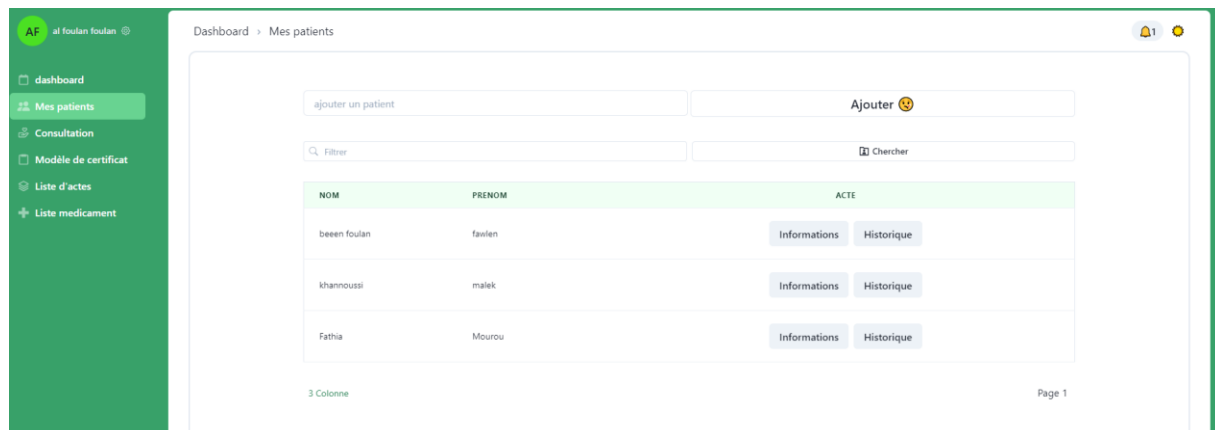 AF al foulan foulan
Dashboard > Mes patients
1
dashboard
Mes patients
Consultation
Modèle de certificat
Liste d'actes
Liste medicament
ajouter un patient
Ajouter
Filtrer
Chercher
NOM PRENOM ACTE
beeen foulan fawlen Informations Historique
khannoussi malek Informations Historique
Fathia Mourou Informations Historique
3 Colonne Page 1